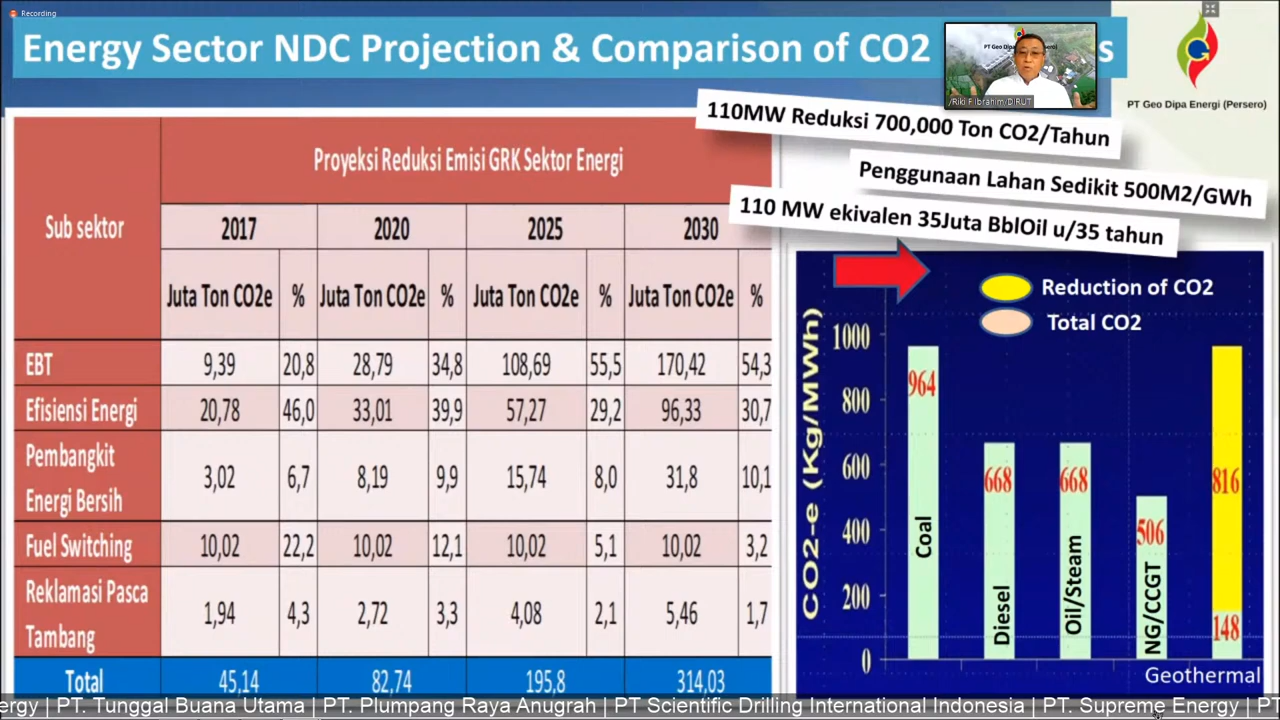 Recording
Energy Sector NDC Projection & Comparison of CO2
s
PT Geo Dipa Energi (Persero)
/Riki F Ibrahim/DIRUT
110MW Reduksi 700,000 Ton CO2/Tahun
Penggunaan Lahan Sedikit 500M2/GWh
110 MW ekivalen 35Juta BblOil u/35 tahun
Sub sektor
Proyeksi Reduksi Emisi GRK Sektor Energi
2017 2020 2025 2030
Juta Ton CO2e % Juta Ton CO2e % Juta Ton CO2e % Juta Ton CO2e %
EBT 9,39 20,8 28,79 34,8 108,69 55,5 170,42 54,3
Efisiensi Energi 20,78 46,0 33,01 39,9 57,27 29,2 96,33 30,7
Pembangkit
Energi Bersih 3,02 6,7 8,19 9,9 15,74 8,0 31,8 10,1
Fuel Switching 10,02 22,2 10,02 12,1 10,02 5,1 10,02 3,2
Reklamasi Pasca
Tambang 1,94 4,3 2,72 3,3 4,08 2,1 5,46 1,7
Total 45,14 82,74 195,8 314,03
Reduction of CO2
Total CO2
CO2-e (Kg/MWh)
1000
800
600
400
200
0
964
Coal
668
Diesel
668
Oil/Steam
506
NG/CCGT
816
148
Geothermal
ergy | PT. Tunggal Buana Utama | PT. Plumpang Raya Anugrah | PT Scientific Drilling International Indonesia | PT. Supreme Energy | PT